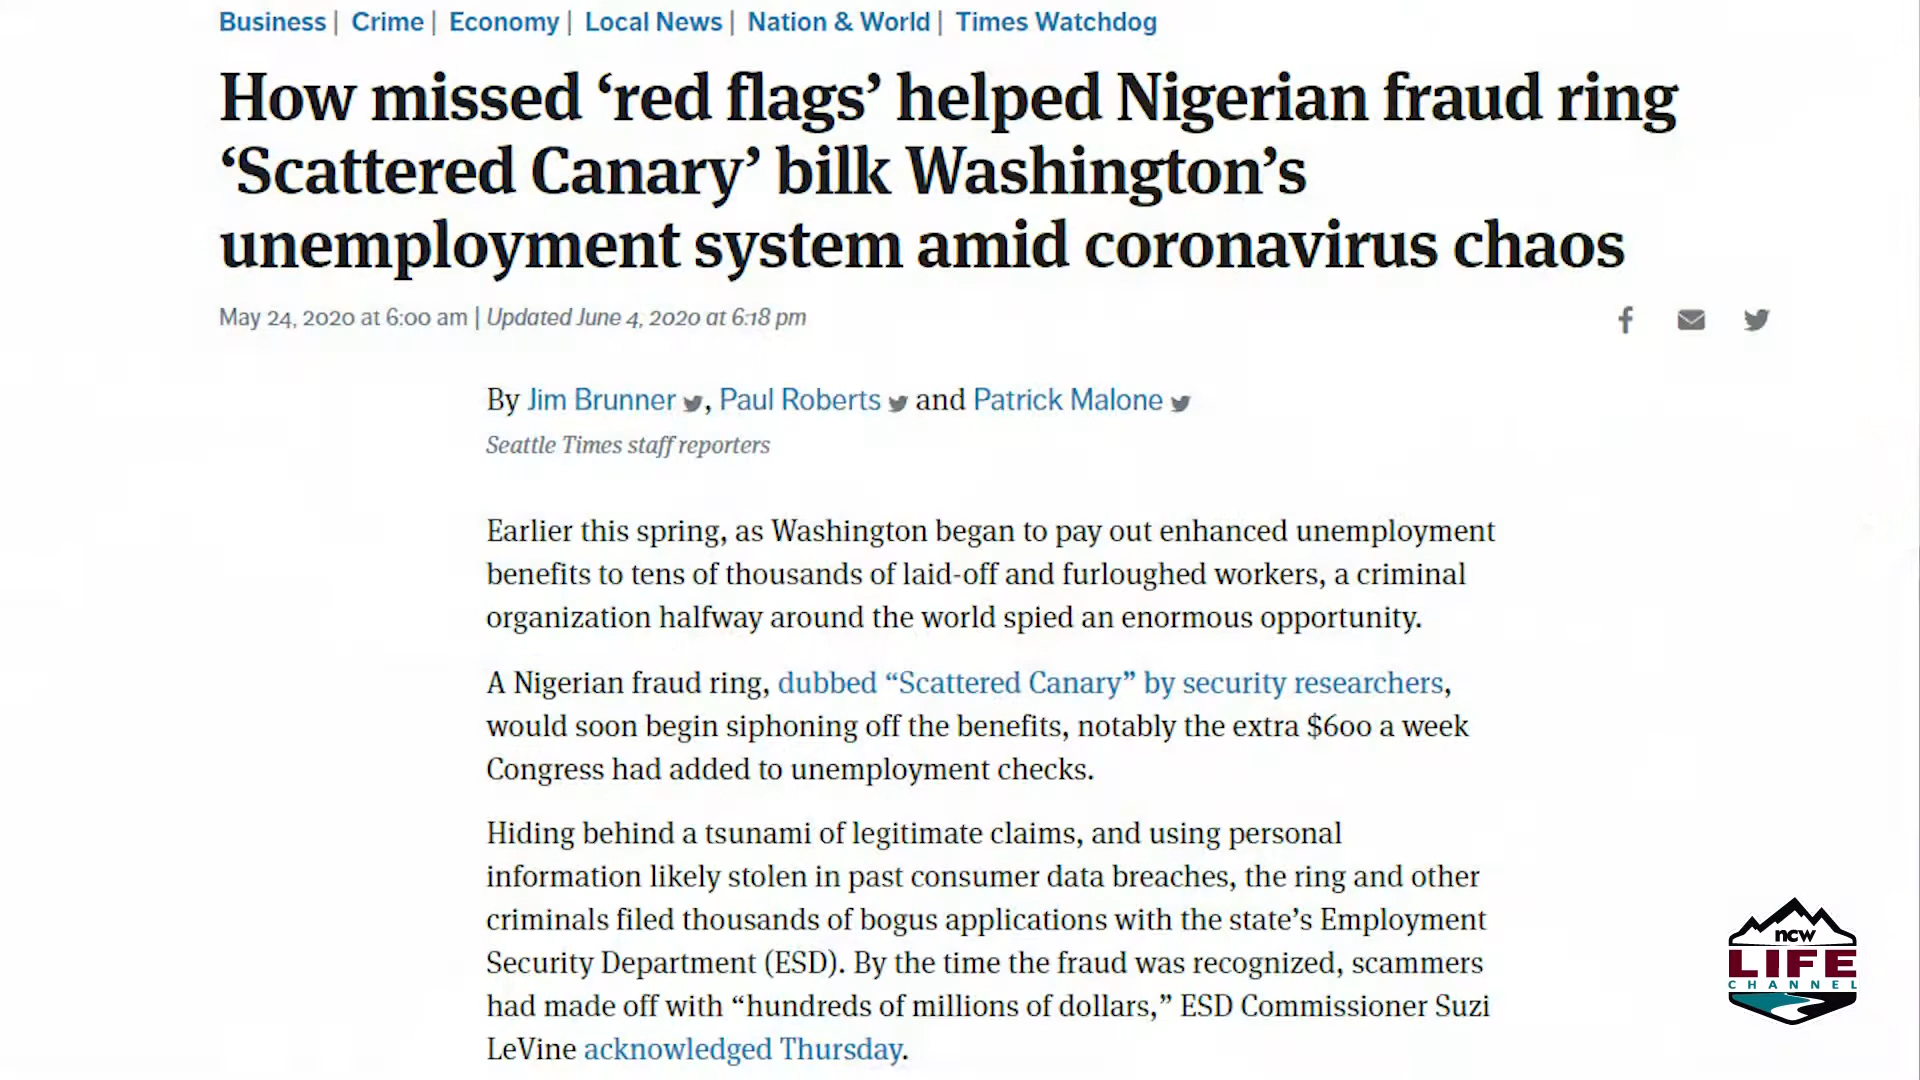 Business | Crime | Economy | Local News | Nation & World | Times Watchdog
How missed ‘red flags’ helped Nigerian fraud ring
‘Scattered Canary’ bilk Washington’s
unemployment system amid coronavirus chaos
May 24, 2020 at 6:00 am | Updated June 4, 2020 at 6:18 pm
By Jim Brunner, Paul Roberts and Patrick Malone
Seattle Times staff reporters
Earlier this spring, as Washington began to pay out enhanced unemployment
benefits to tens of thousands of laid-off and furloughed workers, a criminal
organization halfway around the world spied an enormous opportunity.
A Nigerian fraud ring, dubbed “Scattered Canary” by security researchers,
would soon begin siphoning off the benefits, notably the extra $600 a week
Congress had added to unemployment checks.
Hiding behind a tsunami of legitimate claims, and using personal
information likely stolen in past consumer data breaches, the ring and other
criminals filed thousands of bogus applications with the state’s Employment
Security Department (ESD). By the time the fraud was recognized, scammers
had made off with “hundreds of millions of dollars,” ESD Commissioner Suzi
LeVine acknowledged Thursday.
ncw
LIFE
CHANNEL